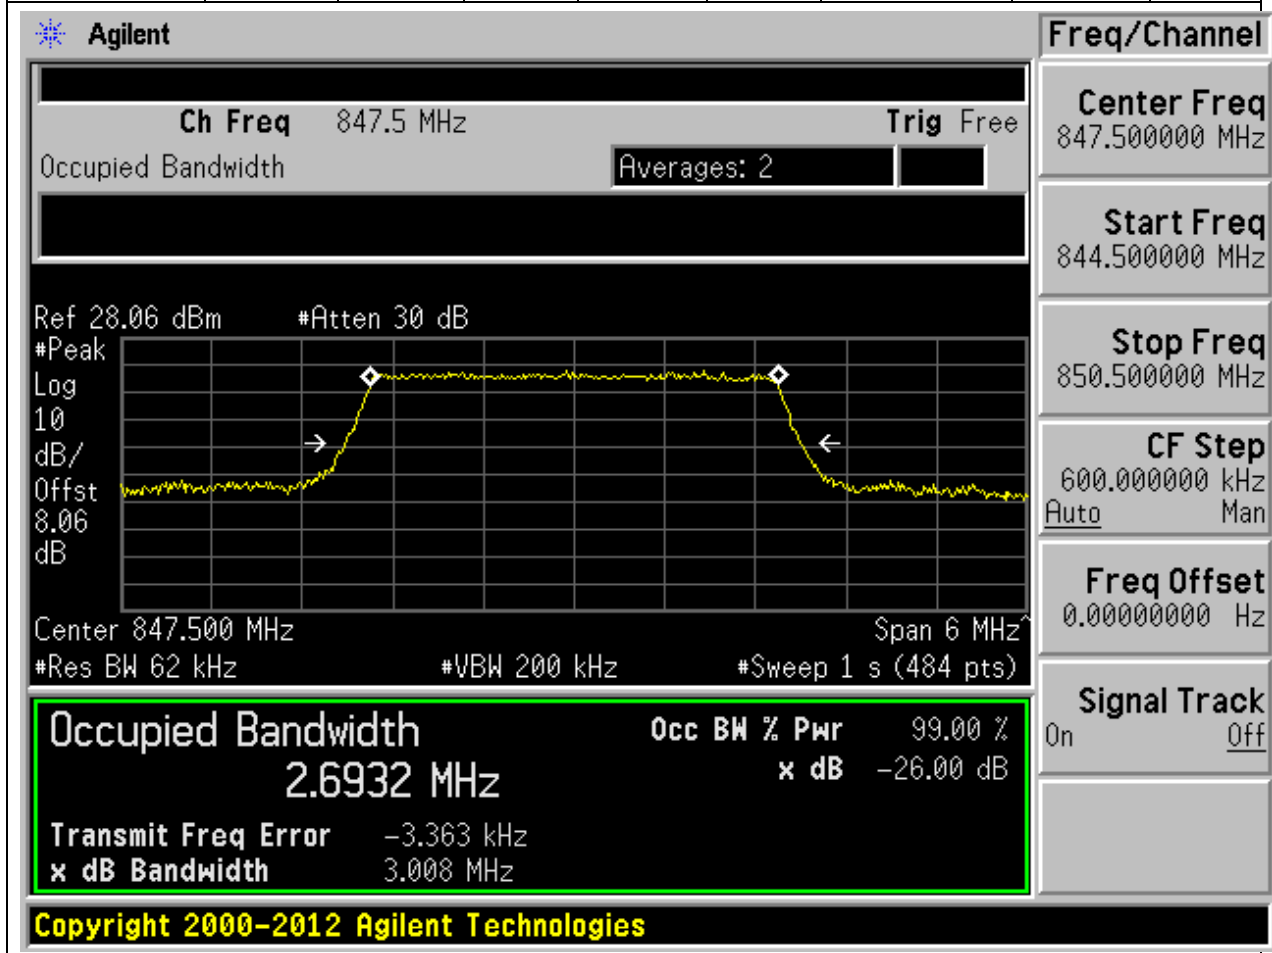 Agilent
Freq/Channel
Ch Freq 847.5 MHz Trig Free
Occupied Bandwidth Averages: 2
Center Freq
847.500000 MHz
Start Freq
844.500000 MHz
Stop Freq
850.500000 MHz
CF Step
600.000000 kHz
Auto Man
Freq Offset
0.00000000 Hz
Signal Track
On Off
Ref 28.06 dBm #Atten 30 dB
#Peak
Log
10
dB/
Offst
8.06
dB
Center 847.500 MHz Span 6 MHz^
#Res BW 62 kHz #VBW 200 kHz #Sweep 1 s (484 pts)
Occupied Bandwidth Occ BW % Pwr 99.00 %
2.6932 MHz x dB -26.00 dB
Transmit Freq Error -3.363 kHz
x dB Bandwidth 3.008 MHz
Copyright 2000-2012 Agilent Technologies